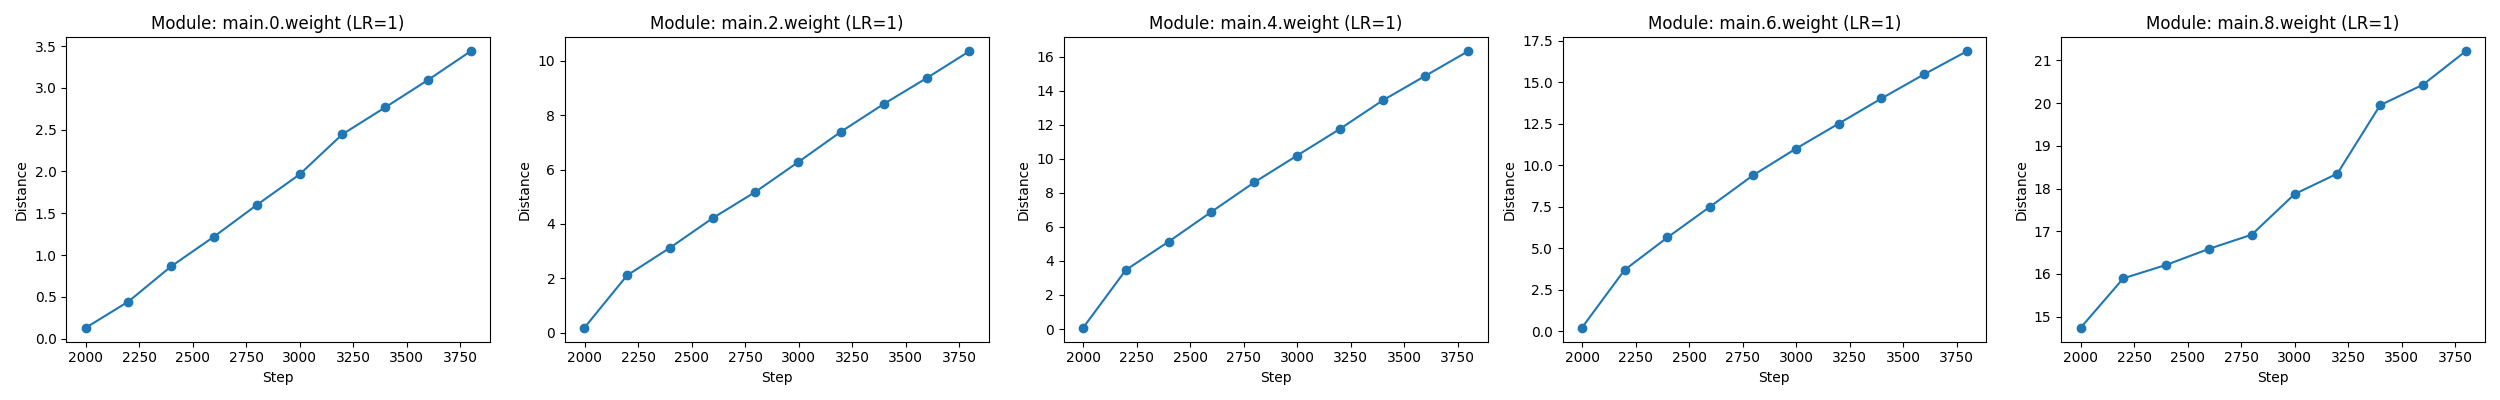 Module: main.0.weight (LR=1)
3.5
3.0
2.5
2.0
1.5
1.0
0.5
0.0
Distance
2000 2250 2500 2750 3000 3250 3500 3750
Step
Module: main.2.weight (LR=1)
10
8
6
4
2
0
Distance
2000 2250 2500 2750 3000 3250 3500 3750
Step
Module: main.4.weight (LR=1)
16
14
12
10
8
6
4
2
0
Distance
2000 2250 2500 2750 3000 3250 3500 3750
Step
Module: main.6.weight (LR=1)
17.5
15.0
12.5
10.0
7.5
5.0
2.5
0.0
Distance
2000 2250 2500 2750 3000 3250 3500 3750
Step
Module: main.8.weight (LR=1)
21
20
19
18
17
16
15
Distance
2000 2250 2500 2750 3000 3250 3500 3750
Step